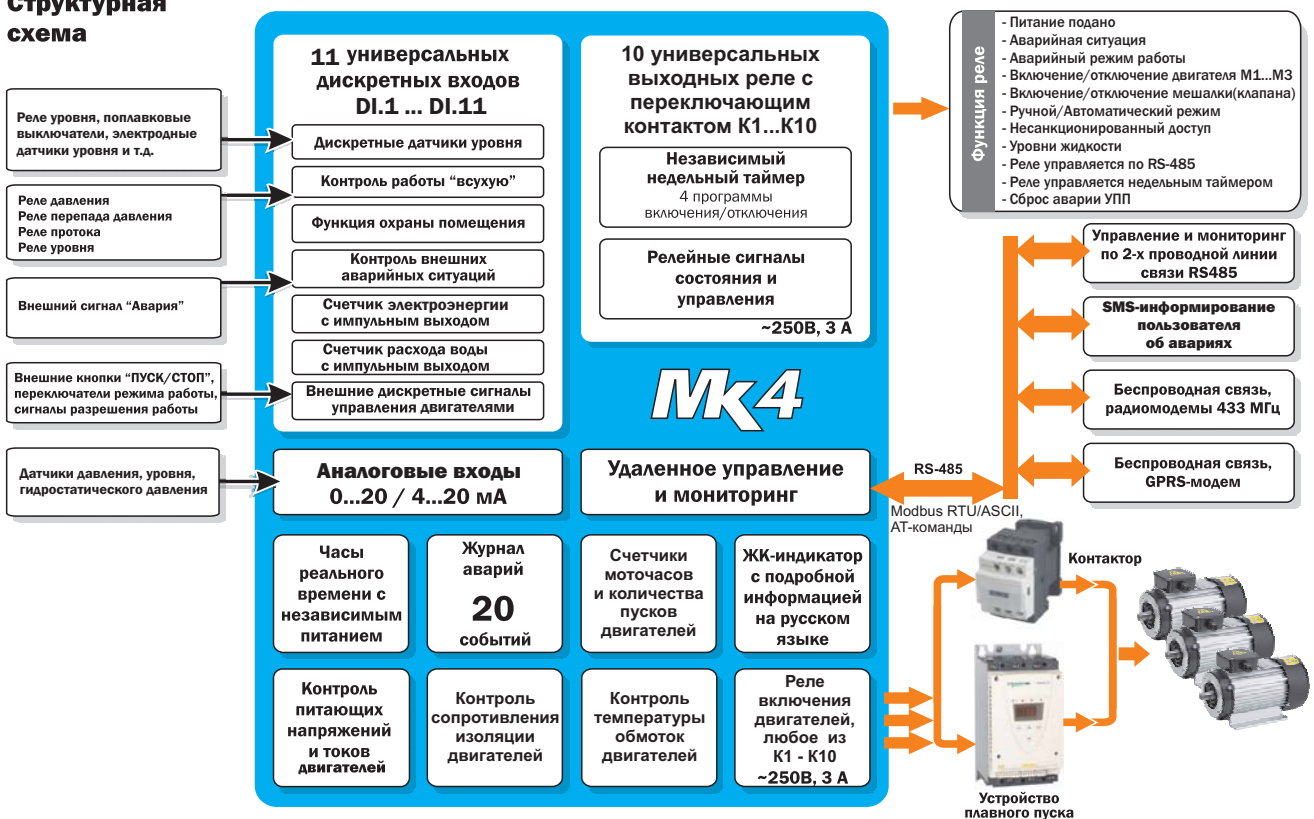 Структурная
схема
Реле уровня, поплавковые
выключатели, электродные
датчики уровня и т.д.
Реле давления
Реле перепада давления
Реле протока
Реле уровня
Внешний сигнал “Авария”
Внешние кнопки “ПУСК/СТОП”,
переключатели режима работы,
сигналы разрешения работы
Датчики давления, уровня,
гидростатического давления
11 универсальных
дискретных входов
DI.1 ... DI.11
Дискретные датчики уровня
Контроль работы “всухую”
Функция охраны помещения
Контроль внешних
аварийных ситуаций
Счетчик электроэнергии
с импульным выходом
Счетчик расхода воды
с импульным выходом
Внешние дискретные сигналы
управления двигателями
10 универсальных
выходных реле с
переключающим
контактом К1...К10
Независимый
недельный таймер
4 программы
включения/отключения
Релейные сигналы
состояния и
управления
~250В, 3 А
МК4
Аналоговые входы
0...20 / 4...20 мА
Удаленное управление
и мониторинг
Часы
реального
времени с
независимым
питанием
Журнал
аварий
20
событий
Счетчики
моточасов
и количества
пусков
двигателей
ЖК-индикатор
с подробной
информацией
на русском
языке
Контроль
питающих
напряжений
и токов
двигателей
Контроль
сопротивления
изоляции
двигателей
Контроль
температуры
обмоток
двигателей
Реле
включения
двигателей,
любое из
К1 - К10
~250В, 3 А
Функция реле
- Питание подано
- Аварийная ситуация
- Аварийный режим работы
- Включение/отключение двигателя М1...М3
- Включение/отключение мешалки(клапана)
- Ручной/Автоматический режим
- Несанкционированный доступ
- Уровни жидкости
- Реле управляется по RS-485
- Реле управляется недельным таймером
- Сброс аварии УПП
Управление и мониторинг
по 2-х проводной линии
связи RS485
SMS-информирование
пользователя
об авариях
Беспроводная связь,
радиомодемы 433 МГц
Беспроводная связь,
GPRS-модем
RS-485
Modbus RTU/ASCII,
АТ-команды
Контактор
Устройство
плавного пуска